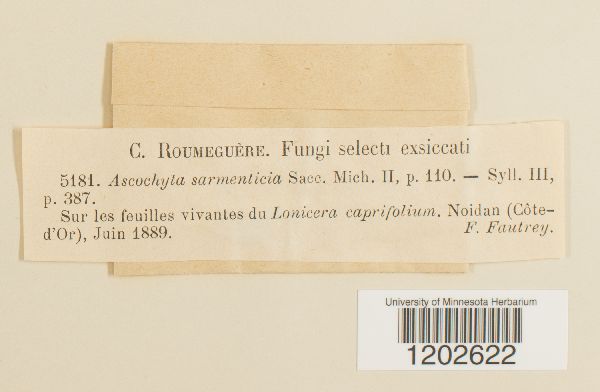 C. ROUMEGUÈRE. Fungi selecti exsiccati
5181. Ascochyta sarmenticia Sacc. Mich. II, p. 110. — Syll. III,
p. 387.
Sur les feuilles vivantes du Lonicera caprifolium. Noidan (Côte-
d'Or), Juin 1889. F. Fautrey.
University of Minnesota Herbarium
1202622